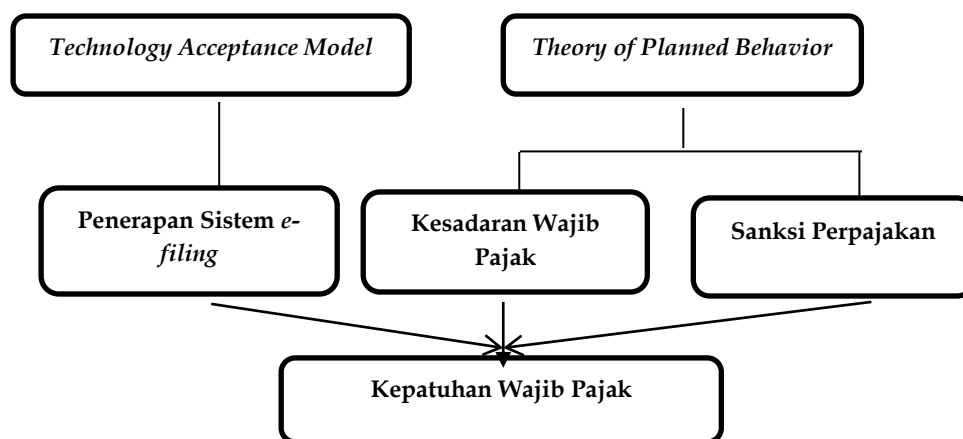 Technology Acceptance Model
Theory of Planned Behavior
Penerapan Sistem e-
filing
Kesadaran Wajib
Pajak
Sanksi Perpajakan
Kepatuhan Wajib Pajak